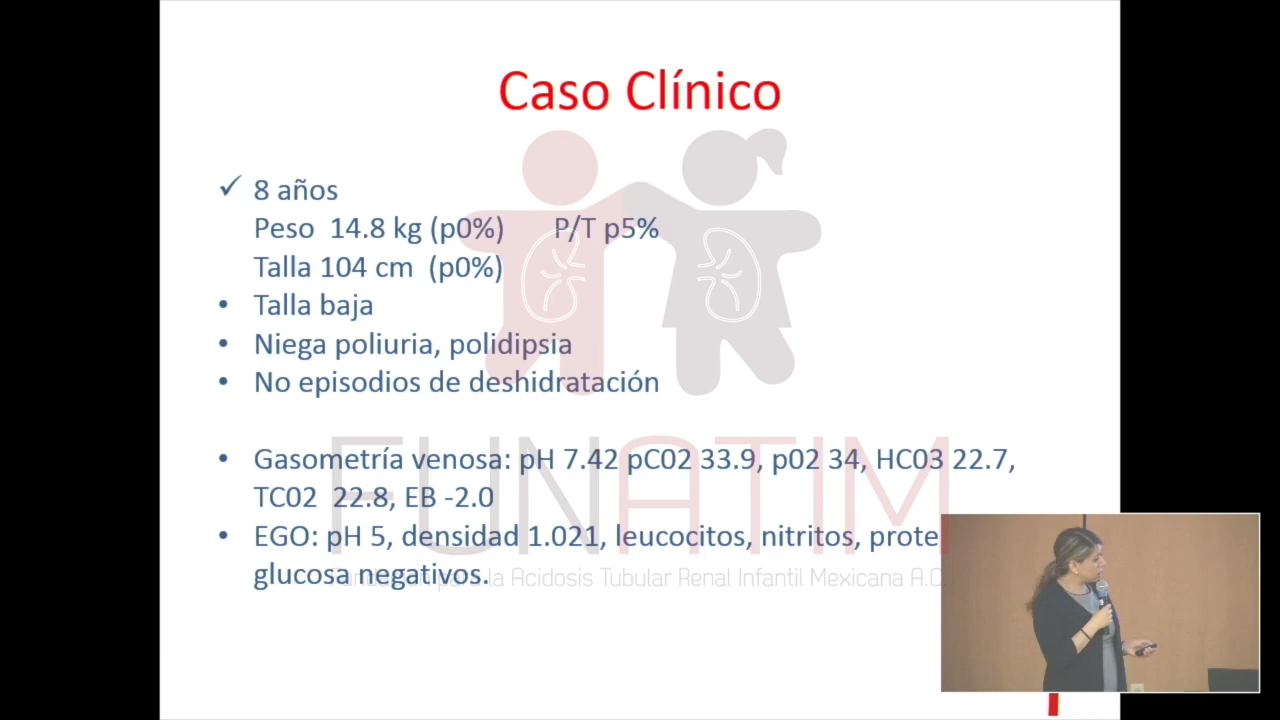 Caso Clínico
✓ 8 años
Peso 14.8 kg (p0%) P/T p5%
Talla 104 cm (p0%)
• Talla baja
• Niega poliuria, polidipsia
• No episodios de deshidratación
• Gasometría venosa: pH 7.42 pC02 33.9, p02 34, HC03 22.7,
TC02 22.8, EB -2.0
• EGO: pH 5, densidad 1.021, leucocitos, nitritos, prote
glucosa negativos.
FUNATIM
Fundación para la Acidosis Tubular Renal Infantil Mexicana A.C.